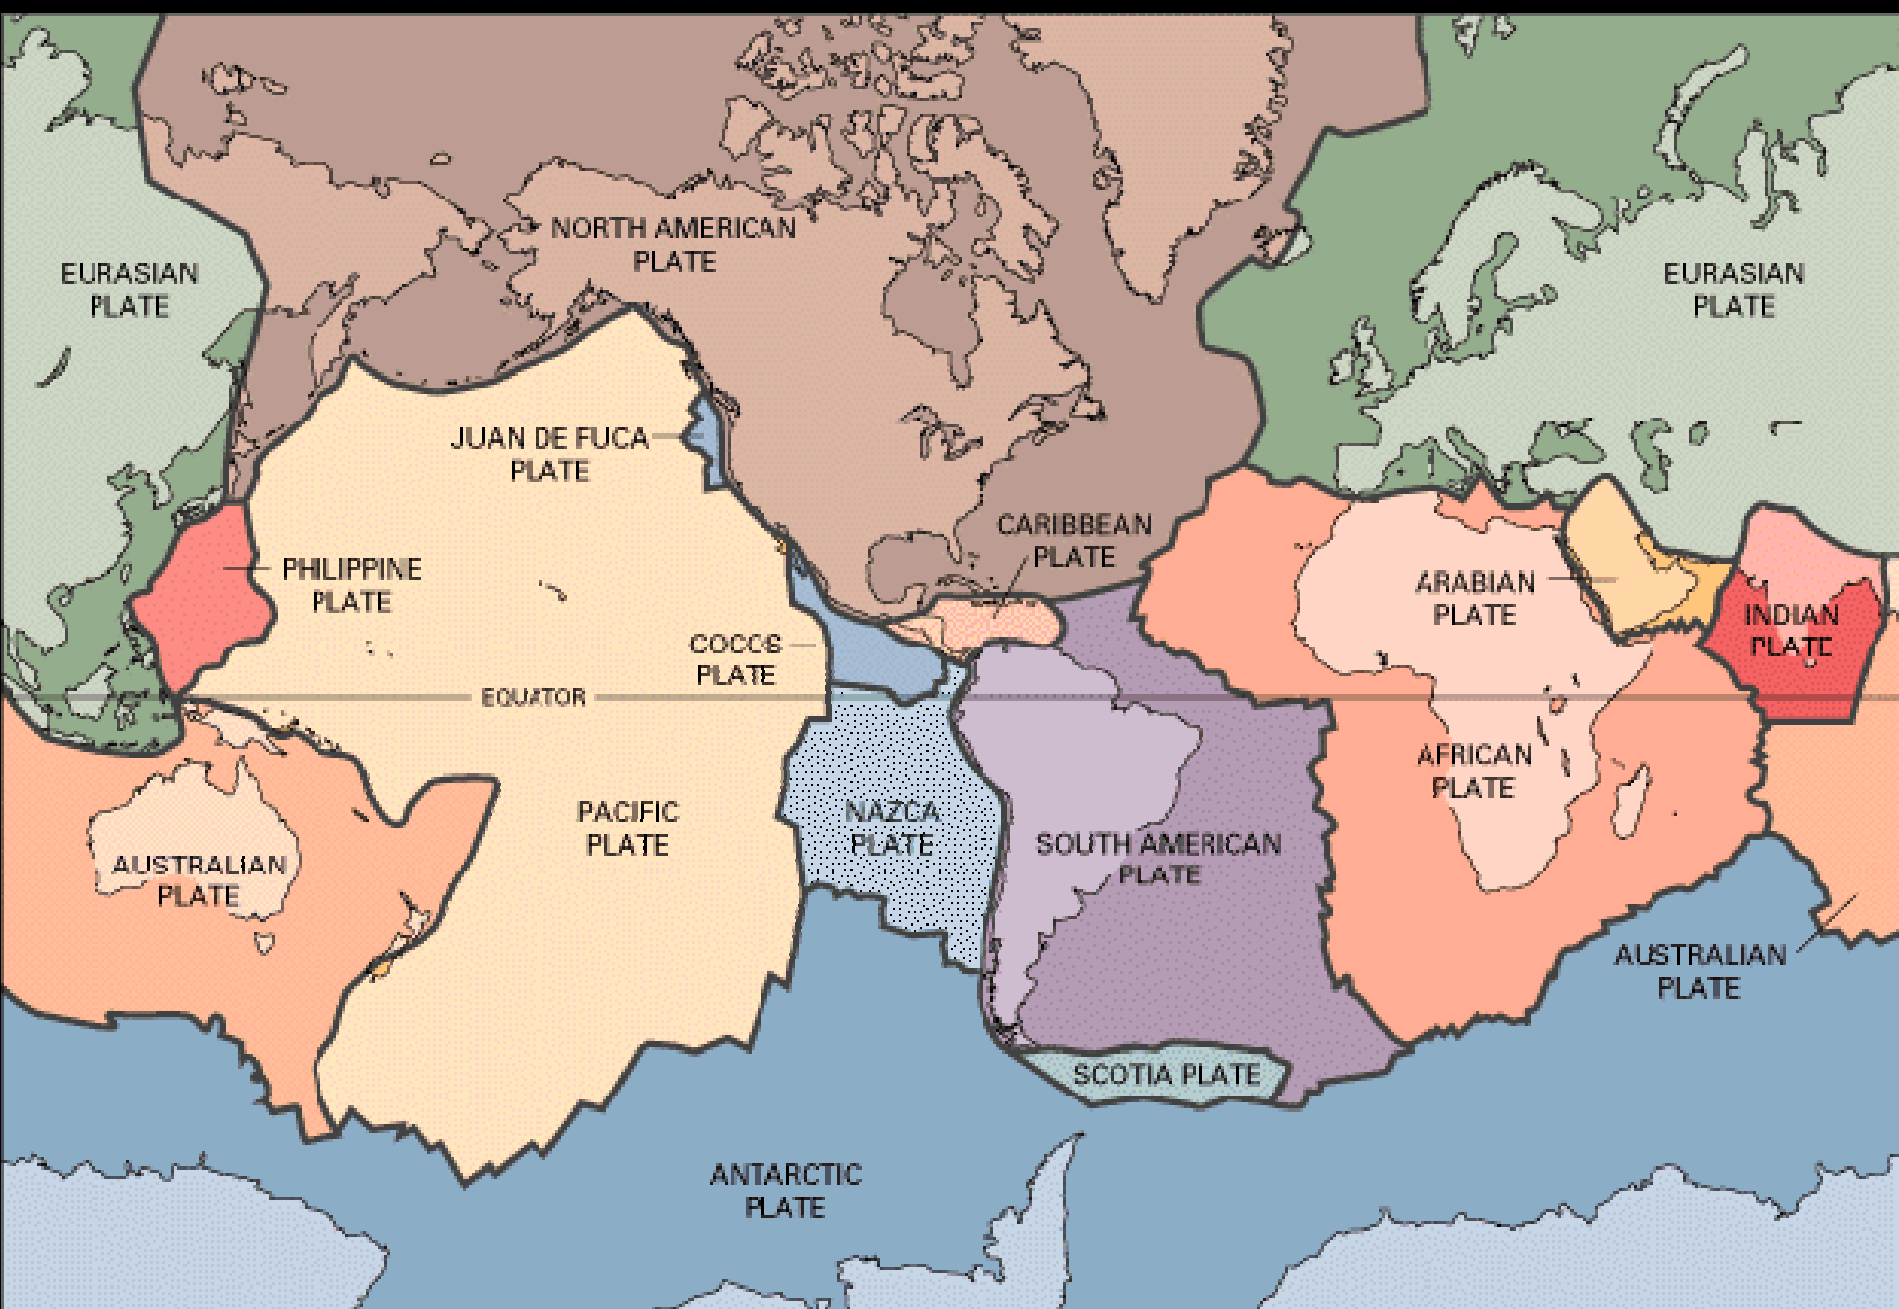 NORTH AMERICAN
PLATE
EURASIAN
PLATE
EURASIAN
PLATE
JUAN DE FUCA
PLATE
CARIBBEAN
PLATE
PHILIPPINE
PLATE
ARABIAN
PLATE
INDIAN
PLATE
COCOS
PLATE
EQUATOR
AFRICAN
PLATE
PACIFIC
PLATE
NAZCA
PLATE
SOUTH AMERICAN
PLATE
AUSTRALIAN
PLATE
AUSTRALIAN
PLATE
SCOTIA PLATE
ANTARCTIC
PLATE